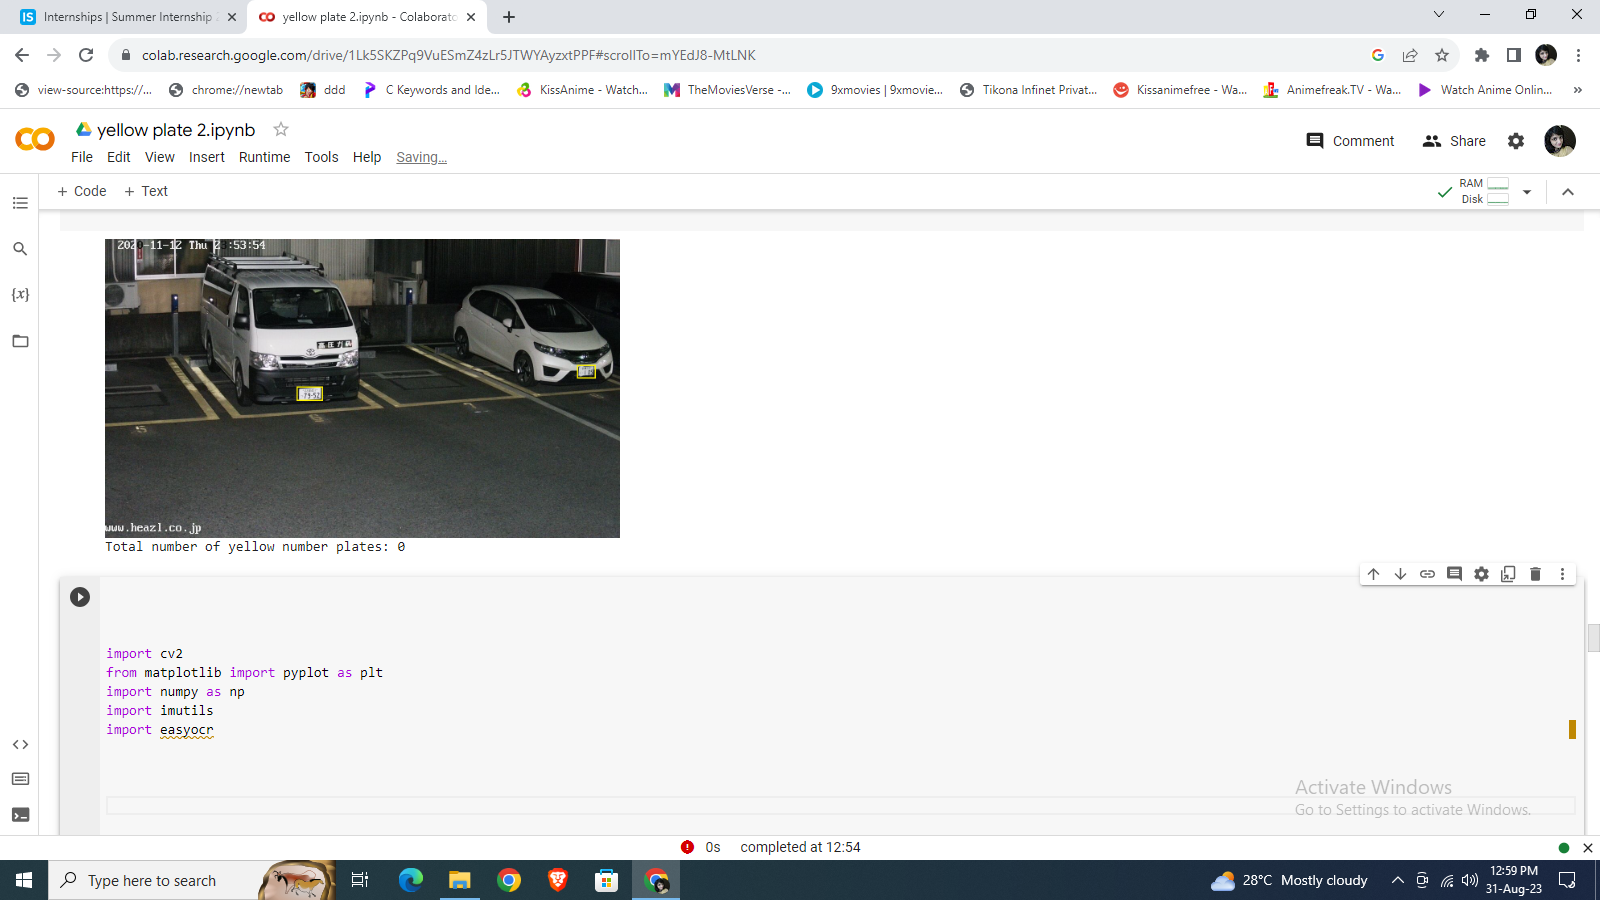 Internships | Summer Internship 2
yellow plate 2.ipynb - Colaborato
colab.research.google.com/drive/1Lk5SKZPq9VuESmZ4zLr5JTWYAyzxtPPF#scrollTo=mYEdJ8-MtLNK
view-source:https://... chrome://newtab ddd C Keywords and Ide... KissAnime - Watch... TheMoviesVerse -... 9xmovies | 9xmovie... Tikona Infinet Privat... Kissanimefree - Wa... Animefreak.TV - Wa... Watch Anime Onlin... »
yellow plate 2.ipynb
File Edit View Insert Runtime Tools Help Saving...
Comment Share
+ Code + Text
RAM
Disk
{x}
2020-11-12 Thu 23:53:54
-7952
www.heazl.co.jp
Total number of yellow number plates: 0
import cv2
from matplotlib import pyplot as plt
import numpy as np
import imutils
import easyocr
Activate Windows
Go to Settings to activate Windows.
0s completed at 12:54
Type here to search
28°C Mostly cloudy
12:59 PM
31-Aug-23